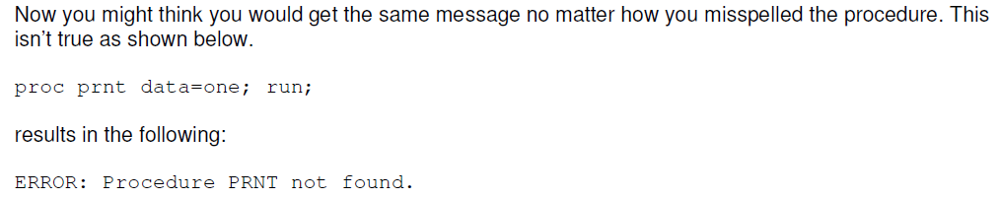 Now you might think you would get the same message no matter how you misspelled the procedure. This
isn't true as shown below.
proc prnt data=one; run;
results in the following:
ERROR: Procedure PRNT not found.